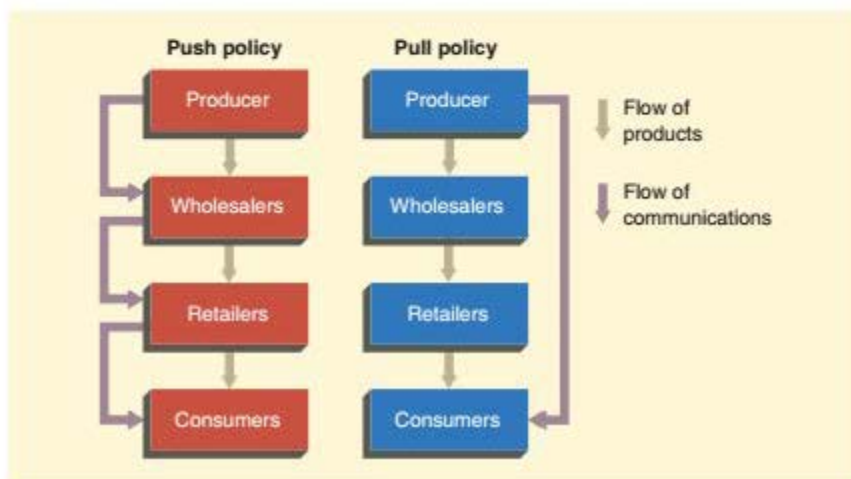 Push policy
Producer
Wholesalers
Retailers
Consumers
Pull policy
Producer
Wholesalers
Retailers
Consumers
Flow of
products
Flow of
communications